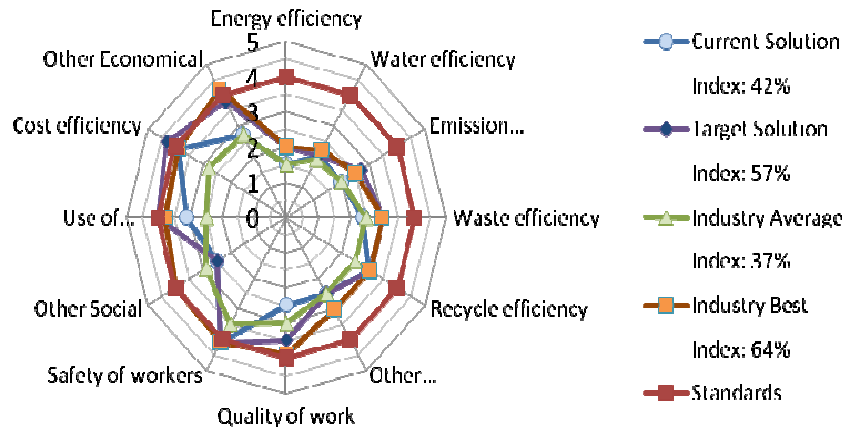 Energy efficiency
Water efficiency
Emission...
Waste efficiency
Recycle efficiency
Other...
Quality of work
Safety of workers
Other Social
Use of...
Cost efficiency
Other Economical
5
4
3
2
1
0
Current Solution
Index: 42%
Target Solution
Index: 57%
Industry Average
Index: 37%
Industry Best
Index: 64%
Standards